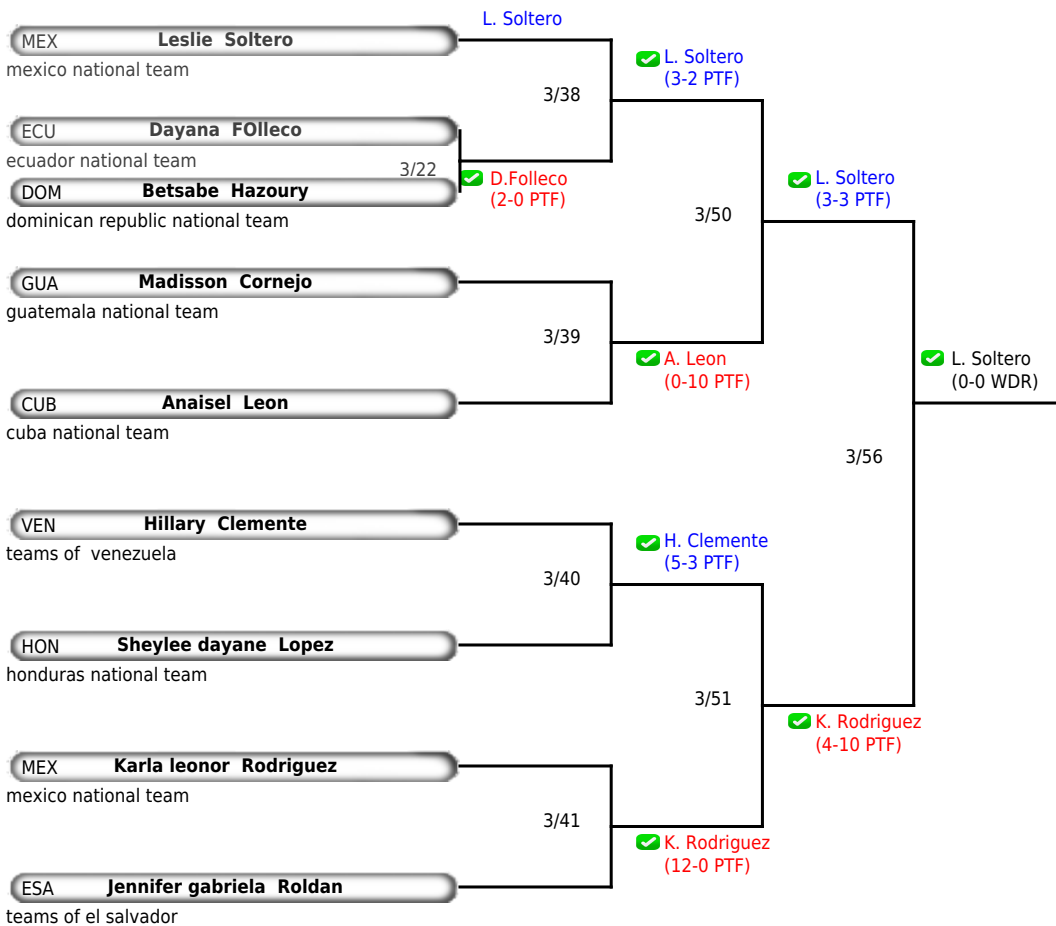 L. Soltero
MEX Leslie  Soltero
mexico national team
L. Soltero
(3-2 PTF)
3/38
ECU Dayana  FOlleco
ecuador national team
3/22
D.Folleco
(2-0 PTF)
DOM Betsabe  Hazoury
dominican republic national team
L. Soltero
(3-3 PTF)
3/50
GUA Madisson  Cornejo
guatemala national team
3/39
A. Leon
(0-10 PTF)
L. Soltero
(0-0 WDR)
CUB Anaisel  Leon
cuba national team
3/56
VEN Hillary  Clemente
teams of  venezuela
H. Clemente
(5-3 PTF)
3/40
HON Sheylee dayane  Lopez
honduras national team
3/51
K. Rodriguez
(4-10 PTF)
MEX Karla leonor  Rodriguez
mexico national team
3/41
K. Rodriguez
(12-0 PTF)
ESA Jennifer gabriela  Roldan
teams of el salvador